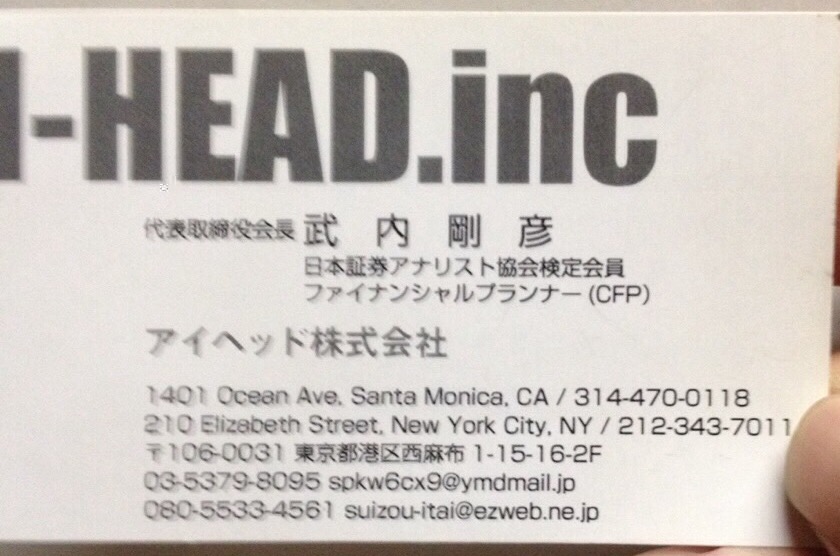 I-HEAD.inc
代表取締役会長 武内剛彦
日本証券アナリスト協会検定会員
ファイナンシャルプランナー (CFP)
アイヘッド株式会社
1401 Ocean Ave, Santa Monica, CA / 314-470-0118
210 Elizabeth Street, New York City, NY / 212-343-7011
〒106-0031 東京都港区西麻布 1-15-16-2F
03-5379-8095 spkw6cx9@ymdmail.jp
080-5533-4561 suizou-itai@ezweb.ne.jp